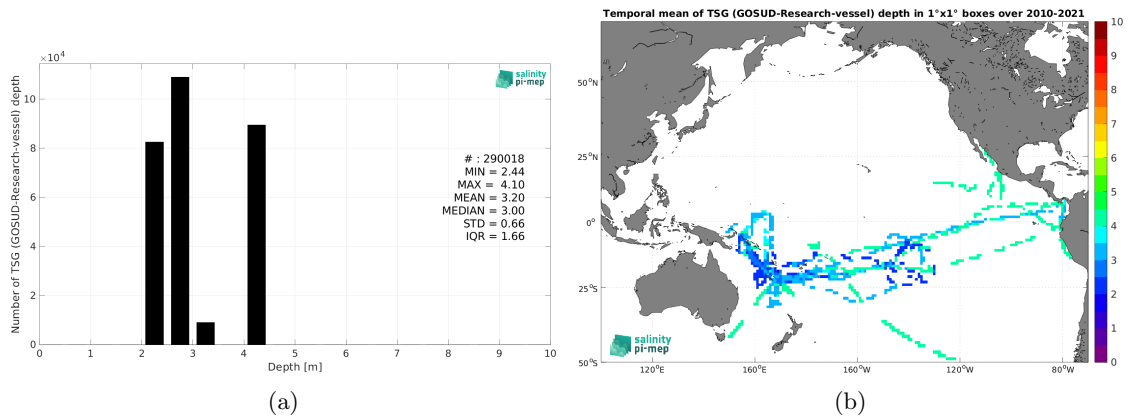 ×10⁴
10
8
6
4
2
0
Number of TSG (GOSUD-Research-vessel) depth
salinity
pi-mep
# : 290018
MIN = 2.44
MAX = 4.10
MEAN = 3.20
MEDIAN = 3.00
STD = 0.66
IQR = 1.66
0 1 2 3 4 5 6 7 8 9 10
Depth [m]
(a)
Temporal mean of TSG (GOSUD-Research-vessel) depth in 1°x1° boxes over 2010-2021
50°N
25°N
0°
25°S
50°S
salinity
pi-mep
120°E 160°E 160°W 120°W 80°W
10
9
8
7
6
5
4
3
2
1
0
(b)